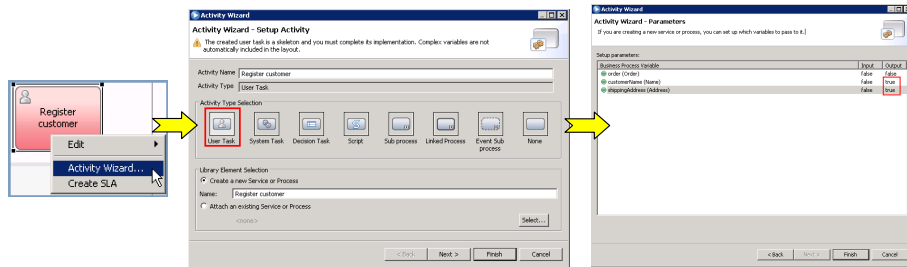 Register
customer
Edit
Activity Wizard...
Create SLA
Activity Wizard
Activity Wizard - Setup Activity
The created user task is a skeleton and you must complete its implementation. Complex variables are not
automatically included in the layout.
Activity Name Register customer
Activity Type User Task
Activity Type Selection
User Task System Task Decision Task Script Sub process Linked Process Event Sub process None
Library Element Selection
Create a new Service or Process
Name: Register customer
Attach an existing Service or Process
<none> Select...
< Back Next > Finish Cancel
Activity Wizard
Activity Wizard - Parameters
If you are creating a new service or process, you can set up which variables to pass to it.
Setup parameters:
Business Process Variable Input Output
order (Order) false false
customerName (Name) false true
shippingAddress (Address) false true
< Back Next > Finish Cancel